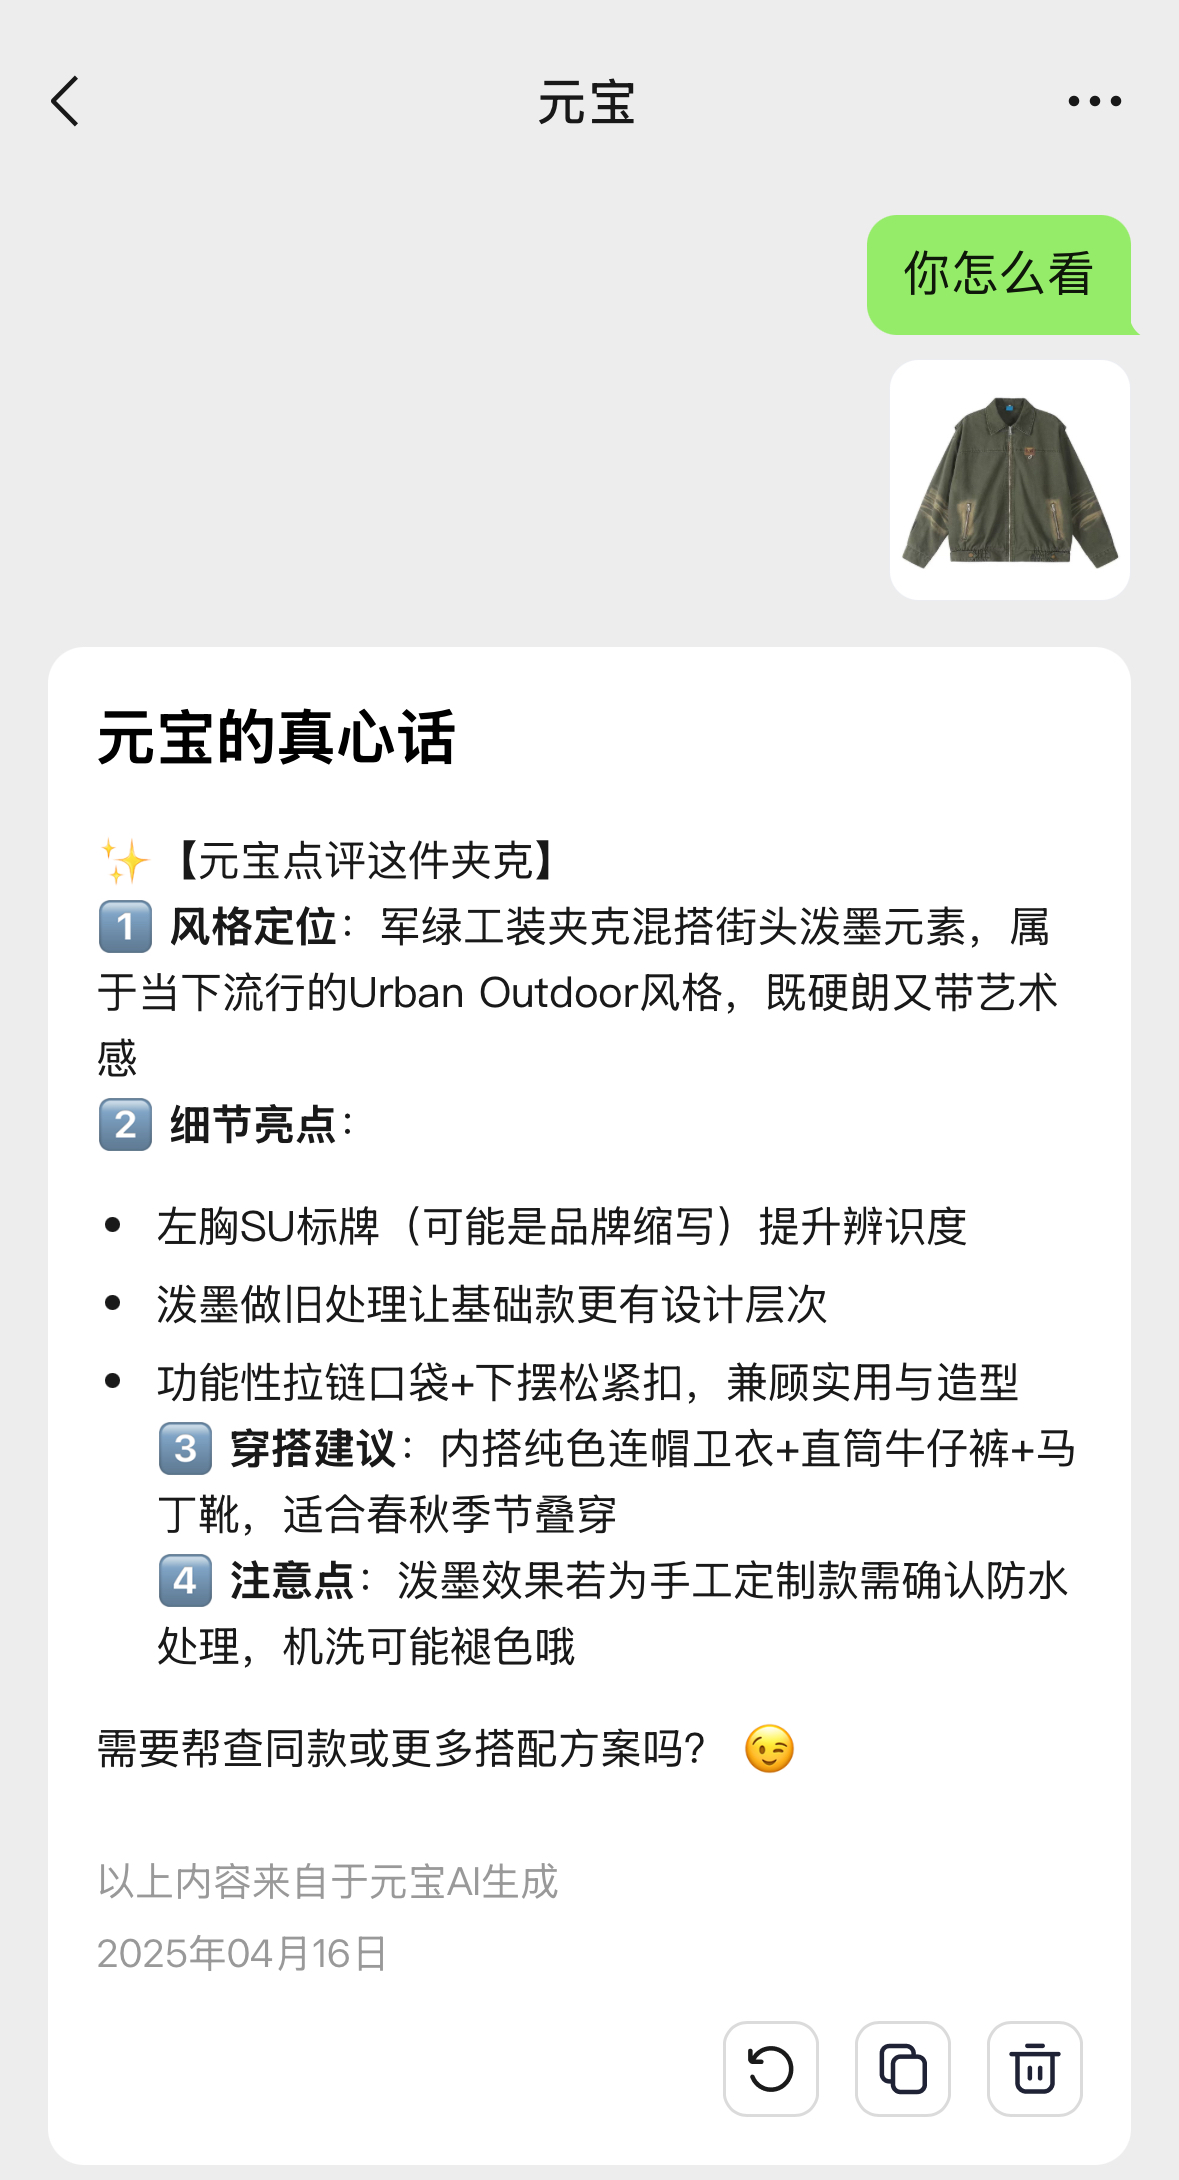 元宝
你怎么看
元宝的真心话
✨【元宝点评这件夹克】
1️⃣ 风格定位：军绿工装夹克混搭街头泼墨元素，属
于当下流行的Urban Outdoor风格，既硬朗又带艺术
感
2️⃣ 细节亮点：
• 左胸SU标牌（可能是品牌缩写）提升辨识度
• 泼墨做旧处理让基础款更有设计层次
• 功能性拉链口袋+下摆松紧扣，兼顾实用与造型
3️⃣ 穿搭建议：内搭纯色连帽卫衣+直筒牛仔裤+马
丁靴，适合春秋季节叠穿
4️⃣ 注意点：泼墨效果若为手工定制款需确认防水
处理，机洗可能褪色哦
需要帮查同款或更多搭配方案吗？ 😉
以上内容来自于元宝AI生成
2025年04月16日